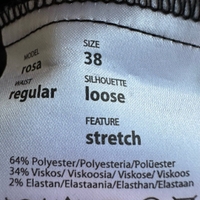 MODEL
rosa
SIZE
38
WAIST
regular
SILHOUETTE
loose
FEATURE
stretch
64% Polyester/Polyesteria/Polüester
34% Viskos/Viskoosia/Viskose/Viskoos
2% Elastan/Elastaania/Elasthan/Elastaan